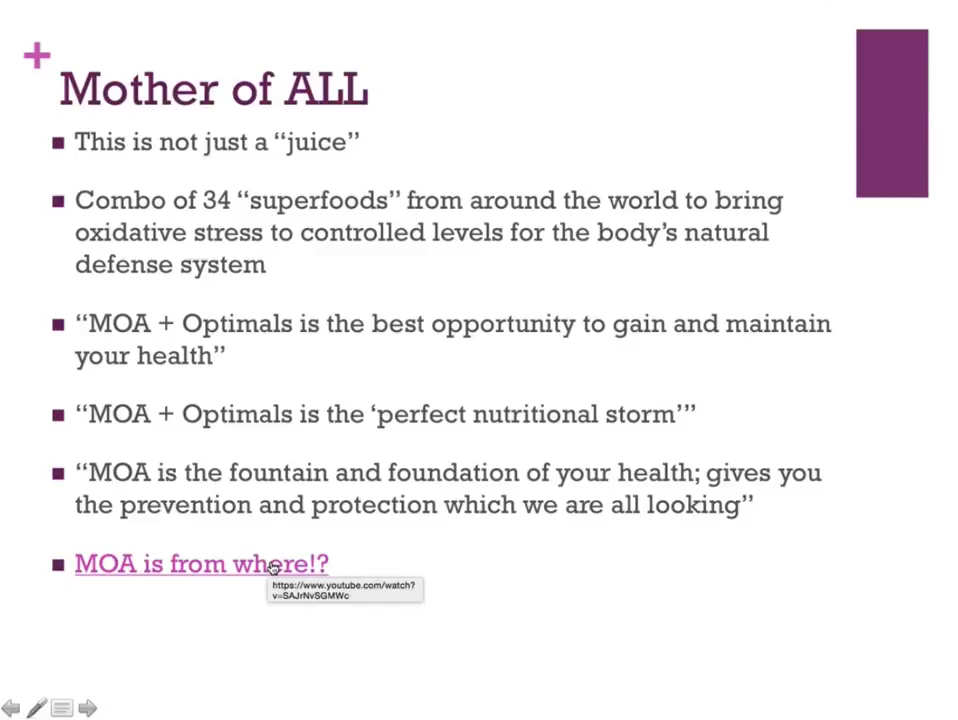 +
Mother of ALL
This is not just a “juice”
Combo of 34 “superfoods” from around the world to bring
oxidative stress to controlled levels for the body’s natural
defense system
“MOA + Optimals is the best opportunity to gain and maintain
your health”
“MOA + Optimals is the ‘perfect nutritional storm’”
“MOA is the fountain and foundation of your health; gives you
the prevention and protection which we are all looking”
MOA is from where!?
https://www.youtube.com/watch?
v=SAJrNvSGMWc